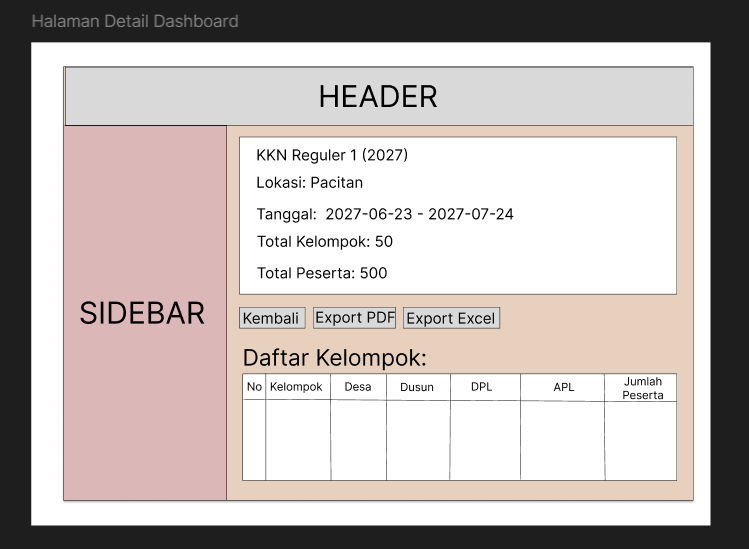 Halaman Detail Dashboard
HEADER
SIDEBAR
KKN Reguler 1 (2027)
Lokasi: Pacitan
Tanggal: 2027-06-23 - 2027-07-24
Total Kelompok: 50
Total Peserta: 500
Kembali
Export PDF
Export Excel
Daftar Kelompok:
No
Kelompok
Desa
Dusun
DPL
APL
Jumlah
Peserta